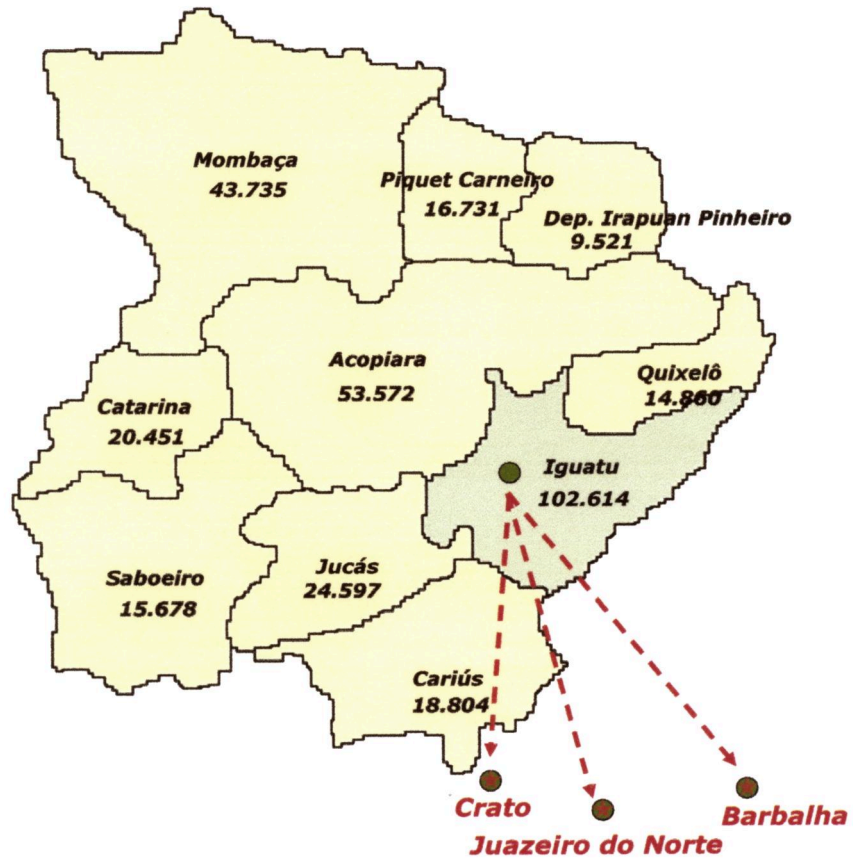 Mombaça
43.735
Piquet Carneiro
16.731
Dep. Irapuan Pinheiro
9.521
Acopiara
53.572
Quixelô
14.860
Catarina
20.451
Iguatu
102.614
Saboeiro
15.678
Jucás
24.597
Cariús
18.804
Crato
Juazeiro do Norte
Barbalha